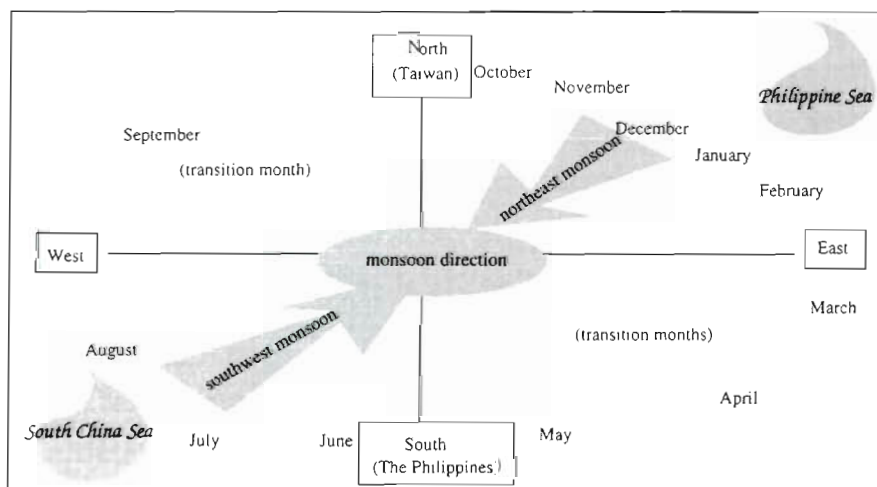 North
(Taiwan)
October
November
Philippine Sea
September
December
January
(transition month)
northeast monsoon
February
West
monsoon direction
East
March
(transition months)
August
southwest monsoon
April
South China Sea
July
June
South
May
(The Philippines)